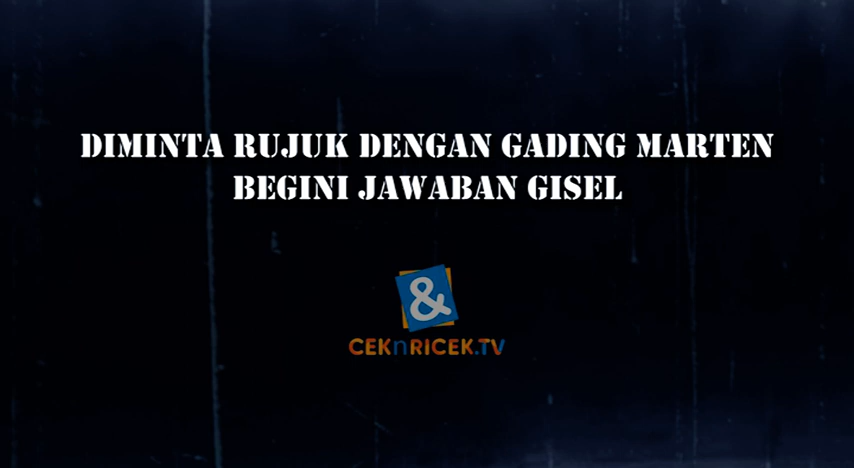 DIMINTA RUJUK DENGAN GADING MARTEN
BEGINI JAWABAN GISEL
&
CEKnRICEK.TV